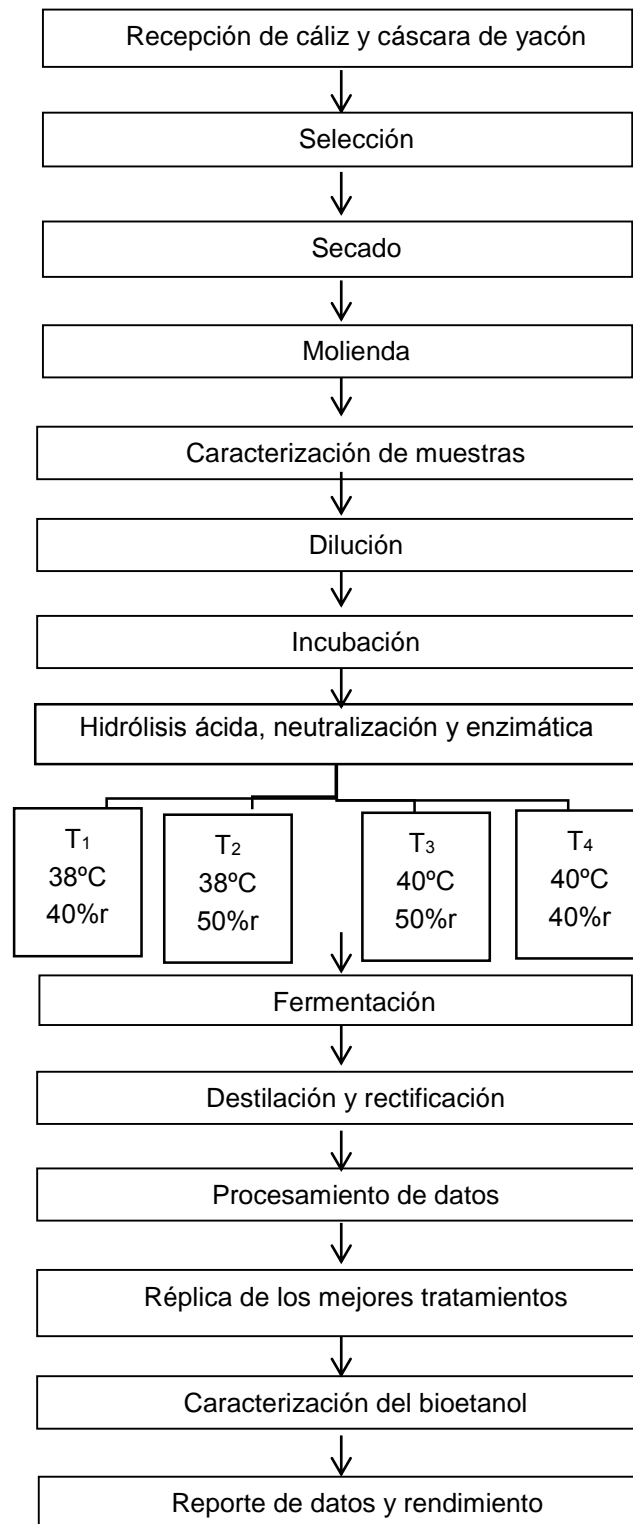 Recepción de cáliz y cáscara de yacón
Selección
Secado
Molienda
Caracterización de muestras
Dilución
Incubación
Hidrólisis ácida, neutralización y enzimática
T₁
38ºC
40%r
T₂
38ºC
50%r
T₃
40ºC
50%r
T₄
40ºC
40%r
Fermentación
Destilación y rectificación
Procesamiento de datos
Réplica de los mejores tratamientos
Caracterización del bioetanol
Reporte de datos y rendimiento